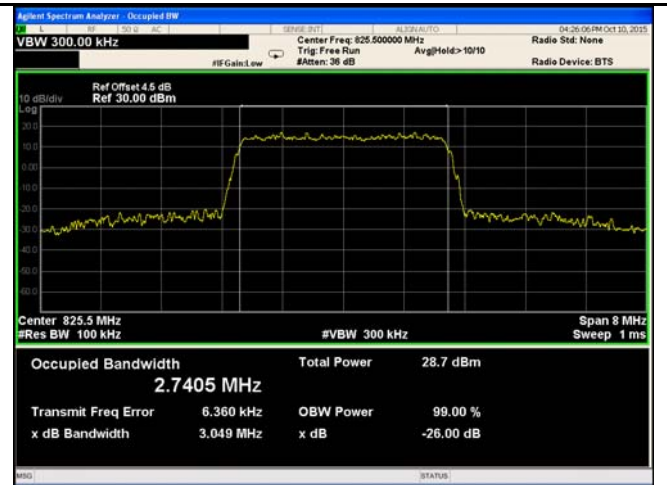 Agilent Spectrum Analyzer - Occupied BW
L RF 50 Ω AC SENSE:INT ALIGN AUTO 04:26:06 PM Oct 10, 2015
VBW 300.00 kHz Center Freq: 825.500000 MHz Radio Std: None
Trig: Free Run Avg|Hold:>10/10
#IFGain:Low #Atten: 36 dB Radio Device: BTS
Ref Offset 4.5 dB
10 dB/div Ref 30.00 dBm
Log
20.0
10.0
0.00
-10.0
-20.0
-30.0
-40.0
-50.0
-60.0
Center 825.5 MHz Span 8 MHz
#Res BW 100 kHz #VBW 300 kHz Sweep 1 ms
Occupied Bandwidth Total Power 28.7 dBm
2.7405 MHz
Transmit Freq Error 6.360 kHz OBW Power 99.00 %
x dB Bandwidth 3.049 MHz x dB -26.00 dB
MSG STATUS